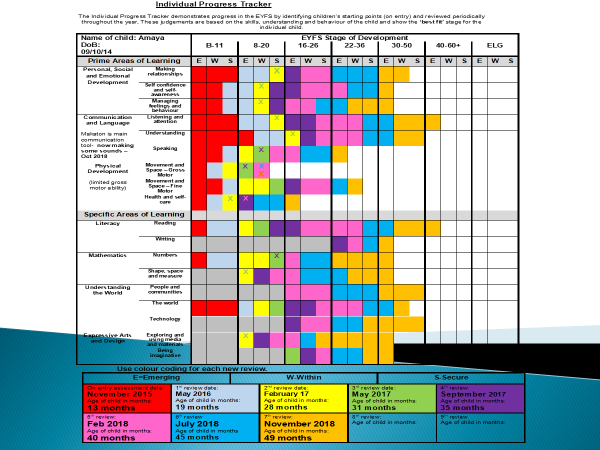 Individual Progress Tracker
The Individual Progress Tracker demonstrates progress in the EYFS by identifying children's starting points (on entry) and reviewed periodically
throughout the year. These judgements are based on the skills, understanding and behaviour of the child and show the 'best fit' stage for the
individual child.
Name of child: Amaya
DoB:
09/10/14
EYFS Stage of Development
B-11 8-20 16-26 22-36 30-50 40-60+ ELG
Prime Areas of Learning E W S E W S E W S E W S E W S E W S E W S
Personal, Social
and Emotional
Development
Making
relationships
Self confidence
and self-
awareness
Managing
feelings and
behaviour
Communication
and Language
Makaton is main
communication
tool- now making
some sounds –
Oct 2018
Listening and
attention
Understanding
Speaking
Physical
Development
(limited gross
motor ability)
Movement and
Space – Gross
Motor
Movement and
Space – Fine
Motor
Health and self-
care
Specific Areas of Learning
Literacy
Reading
Writing
Mathematics
Numbers
Shape, space
and measure
Understanding
the World
People and
communities
The world
Technology
Expressive Arts
and Design
Exploring and
using media
and materials
Being
imaginative
Use colour coding for each new review.
E=Emerging W-Within S-Secure
On entry assessment date:
November 2015
Age of child in months:
13 months
1st review date:
May 2016
Age of child in months:
19 months
2nd review date:
February 17
Age of child in months:
28 months
3rd review date:
May 2017
Age of child in months:
31 months
4th review:
September 2017
Age of child in months:
35 months
5th review:
Feb 2018
Age of child in months:
40 months
6th review:
July 2018
Age of child in months:
45 months
7th review:
November 2018
Age of child in months:
49 months
8th review:
Age of child in months:
9th review:
Age of child in months: